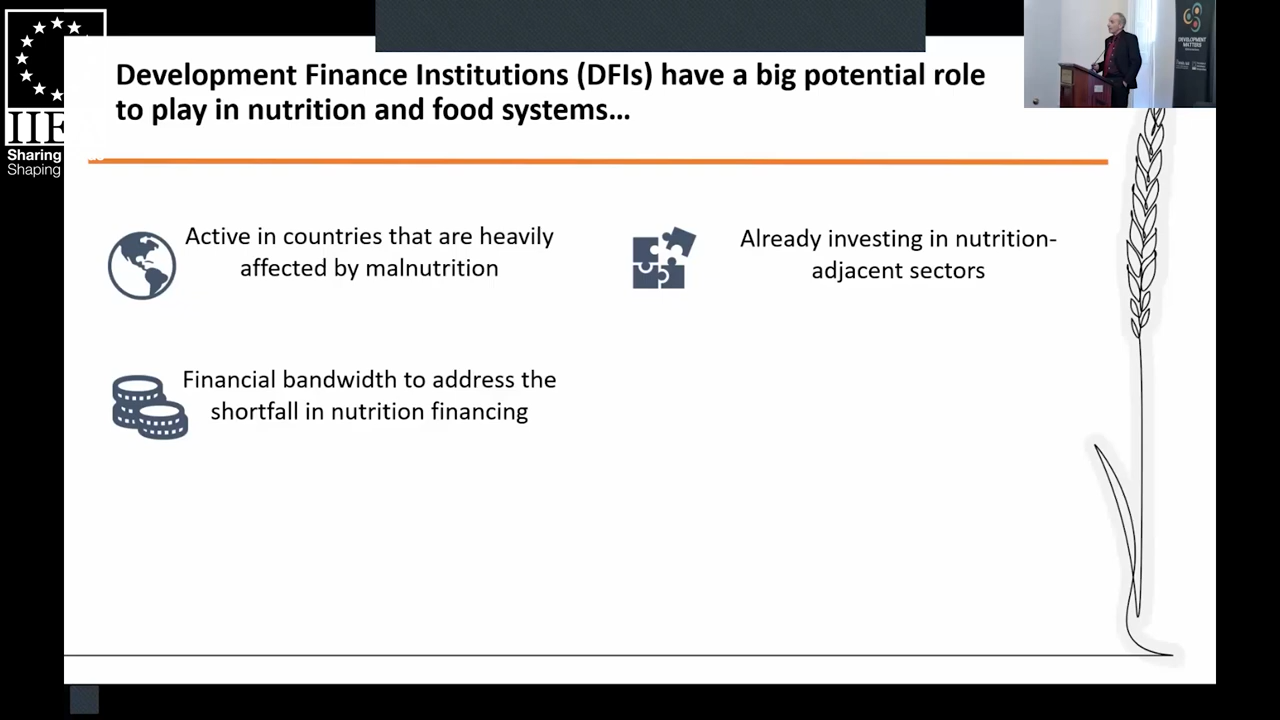 IIE
Sharing
Shaping
Development Finance Institutions (DFIs) have a big potential role
to play in nutrition and food systems…
DEVELOPMENT
MATTERS
Active in countries that are heavily
affected by malnutrition
Already investing in nutrition-
adjacent sectors
Financial bandwidth to address the
shortfall in nutrition financing